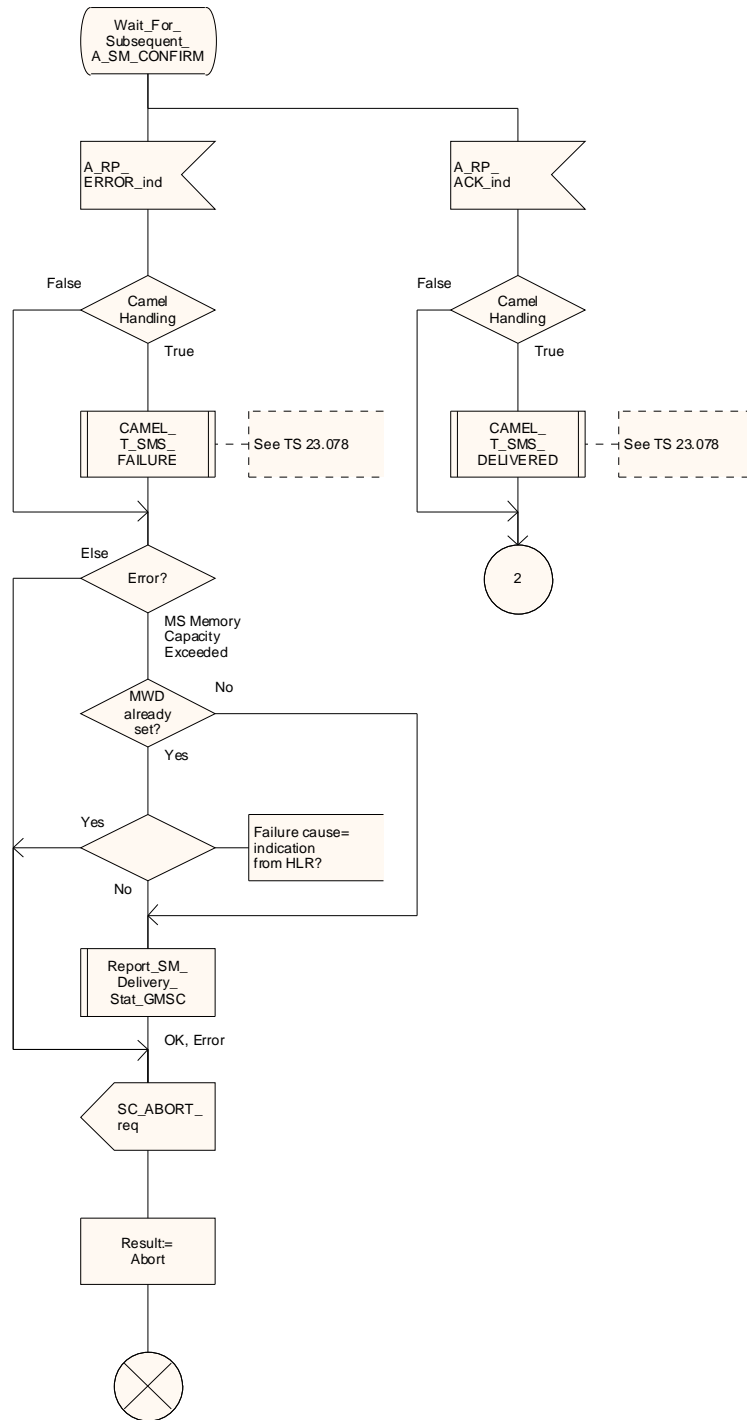 Wait_For_
Subsequent_
A_SM_CONFIRM
A_RP_
ERROR_ind
A_RP_
ACK_ind
False
Camel
Handling
True
False
Camel
Handling
True
CAMEL_
T_SMS_
FAILURE
See TS 23.078
CAMEL_
T_SMS_
DELIVERED
See TS 23.078
Else
Error?
2
MS Memory
Capacity
Exceeded
MWD
already
set?
No
Yes
Yes
Failure cause=
indication
from HLR?
No
Report_SM_
Delivery_
Stat_GMSC
OK, Error
SC_ABORT_
req
Result:=
Abort